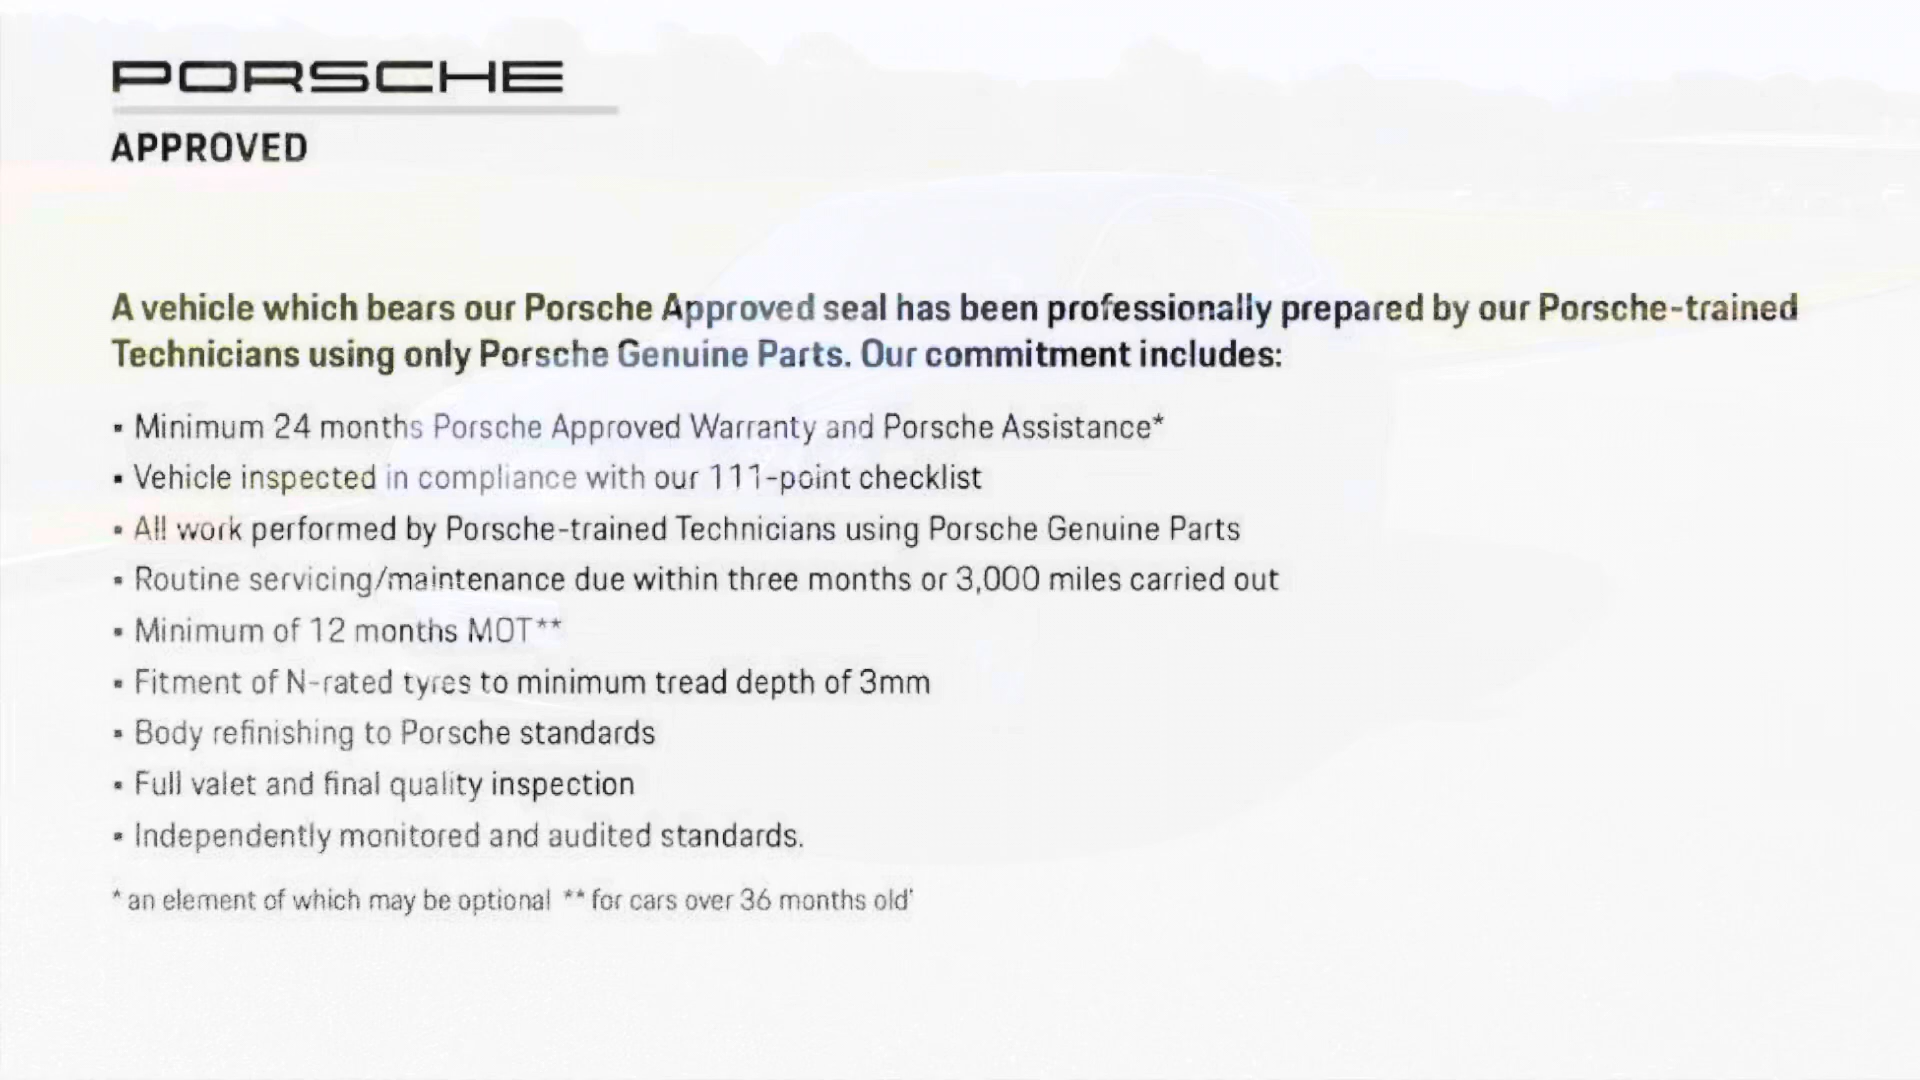 PORSCHE
APPROVED
A vehicle which bears our Porsche Approved seal has been professionally prepared by our Porsche-trained
Technicians using only Porsche Genuine Parts. Our commitment includes:
▪ Minimum 24 months Porsche Approved Warranty and Porsche Assistance*
▪ Vehicle inspected in compliance with our 111-point checklist
▪ All work performed by Porsche-trained Technicians using Porsche Genuine Parts
▪ Routine servicing/maintenance due within three months or 3,000 miles carried out
▪ Minimum of 12 months MOT**
▪ Fitment of N-rated tyres to minimum tread depth of 3mm
▪ Body refinishing to Porsche standards
▪ Full valet and final quality inspection
▪ Independently monitored and audited standards.
* an element of which may be optional ** for cars over 36 months old'